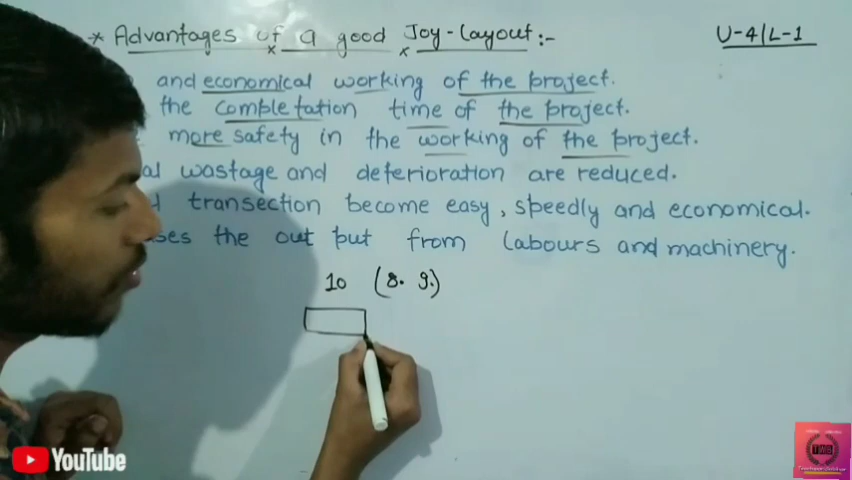 * Advantages of a good Joy-Layout:-
U-4/L-1
and economical working of the project.
the completation time of the project.
more safety in the working of the project.
wastage and deterioration are reduced.
transection become easy, speedly and economical.
the out put from labours and machinery.
10 (8. 9.)
YouTube
TWS